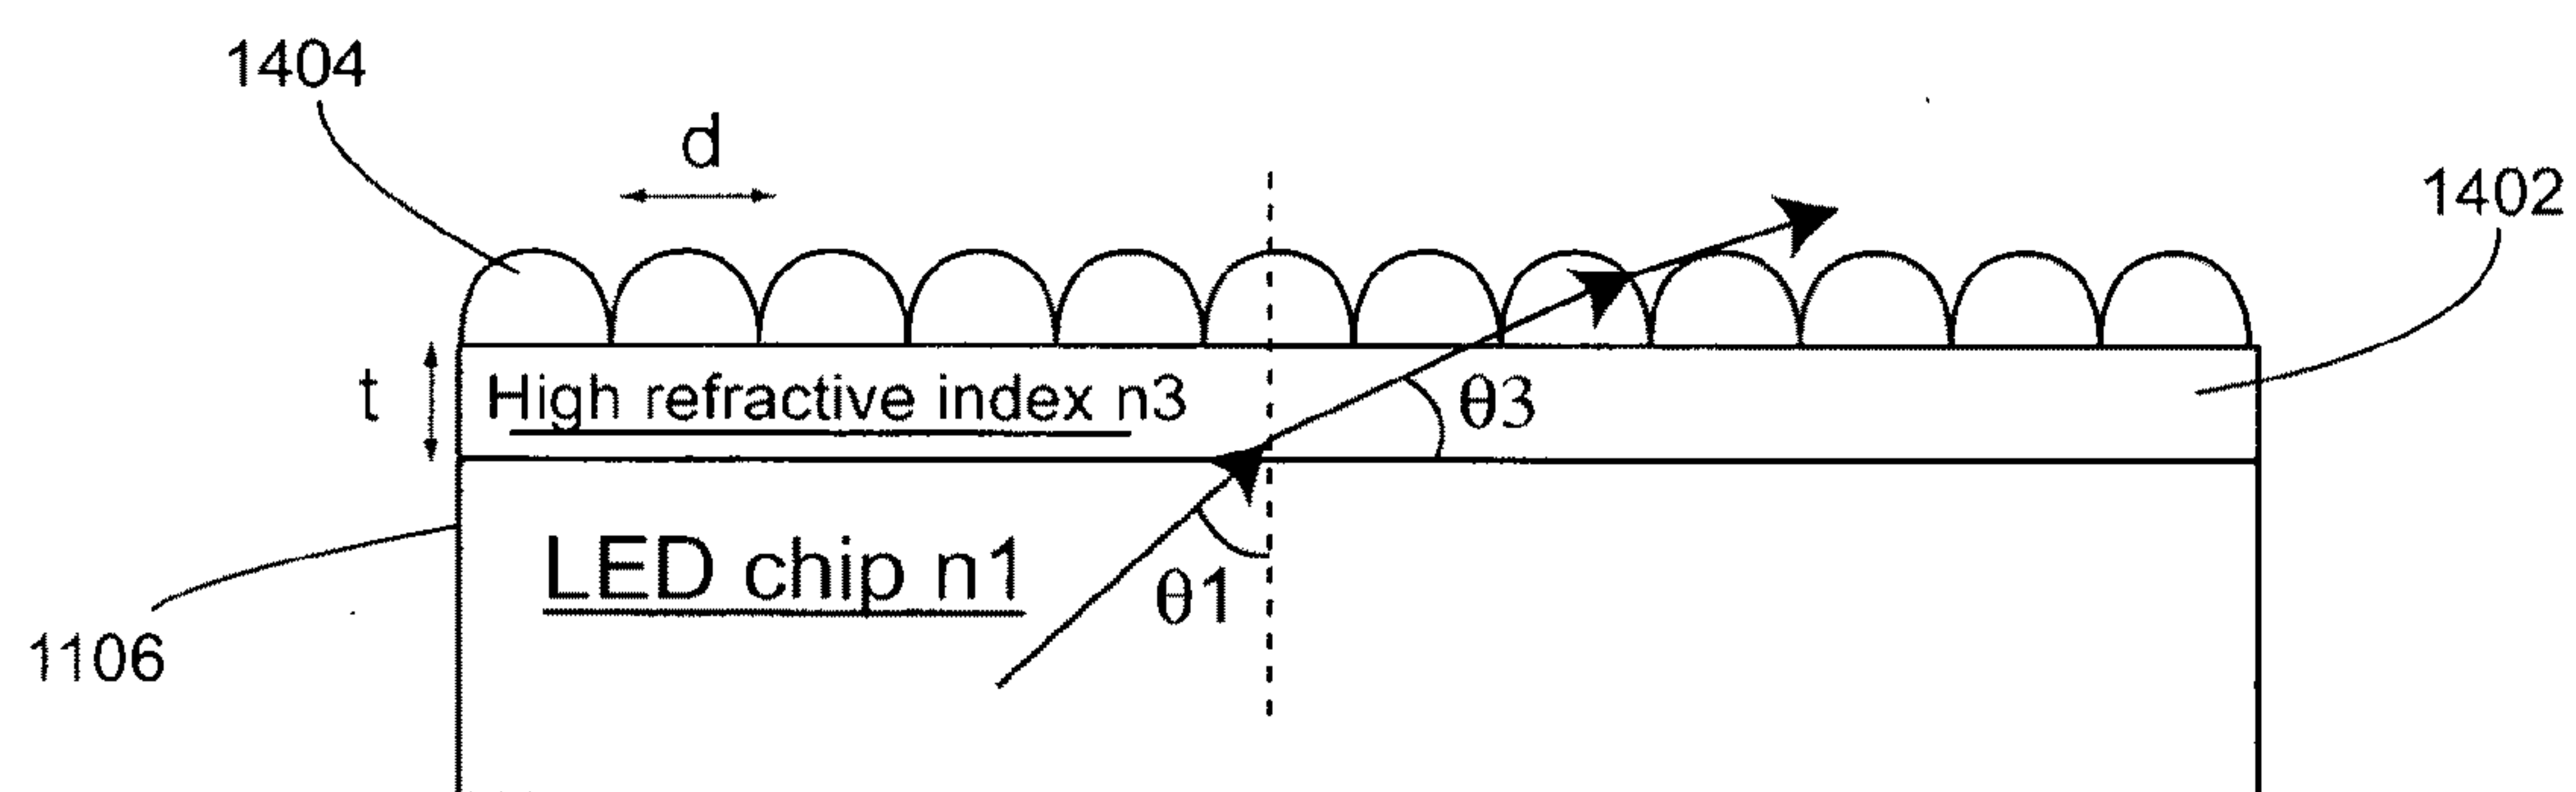 1404
d
1402
t
High refractive index n3
θ3
LED chip n1
θ1
1106